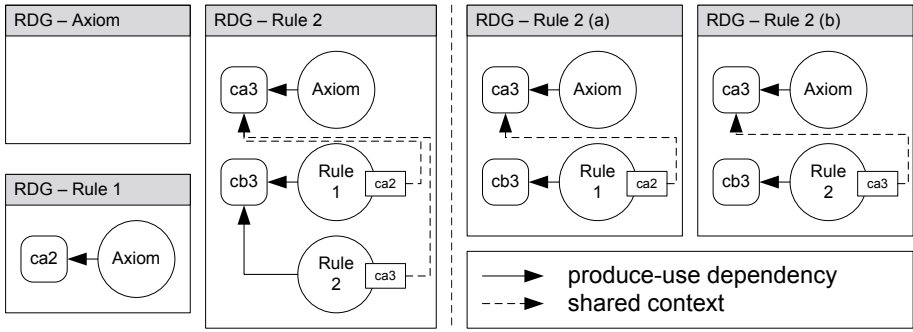 RDG – Axiom
RDG – Rule 1
ca2
Axiom
RDG – Rule 2
ca3
Axiom
cb3
Rule
1
ca2
Rule
2
ca3
RDG – Rule 2 (a)
ca3
Axiom
cb3
Rule
1
ca2
RDG – Rule 2 (b)
ca3
Axiom
cb3
Rule
2
ca3
produce-use dependency
shared context